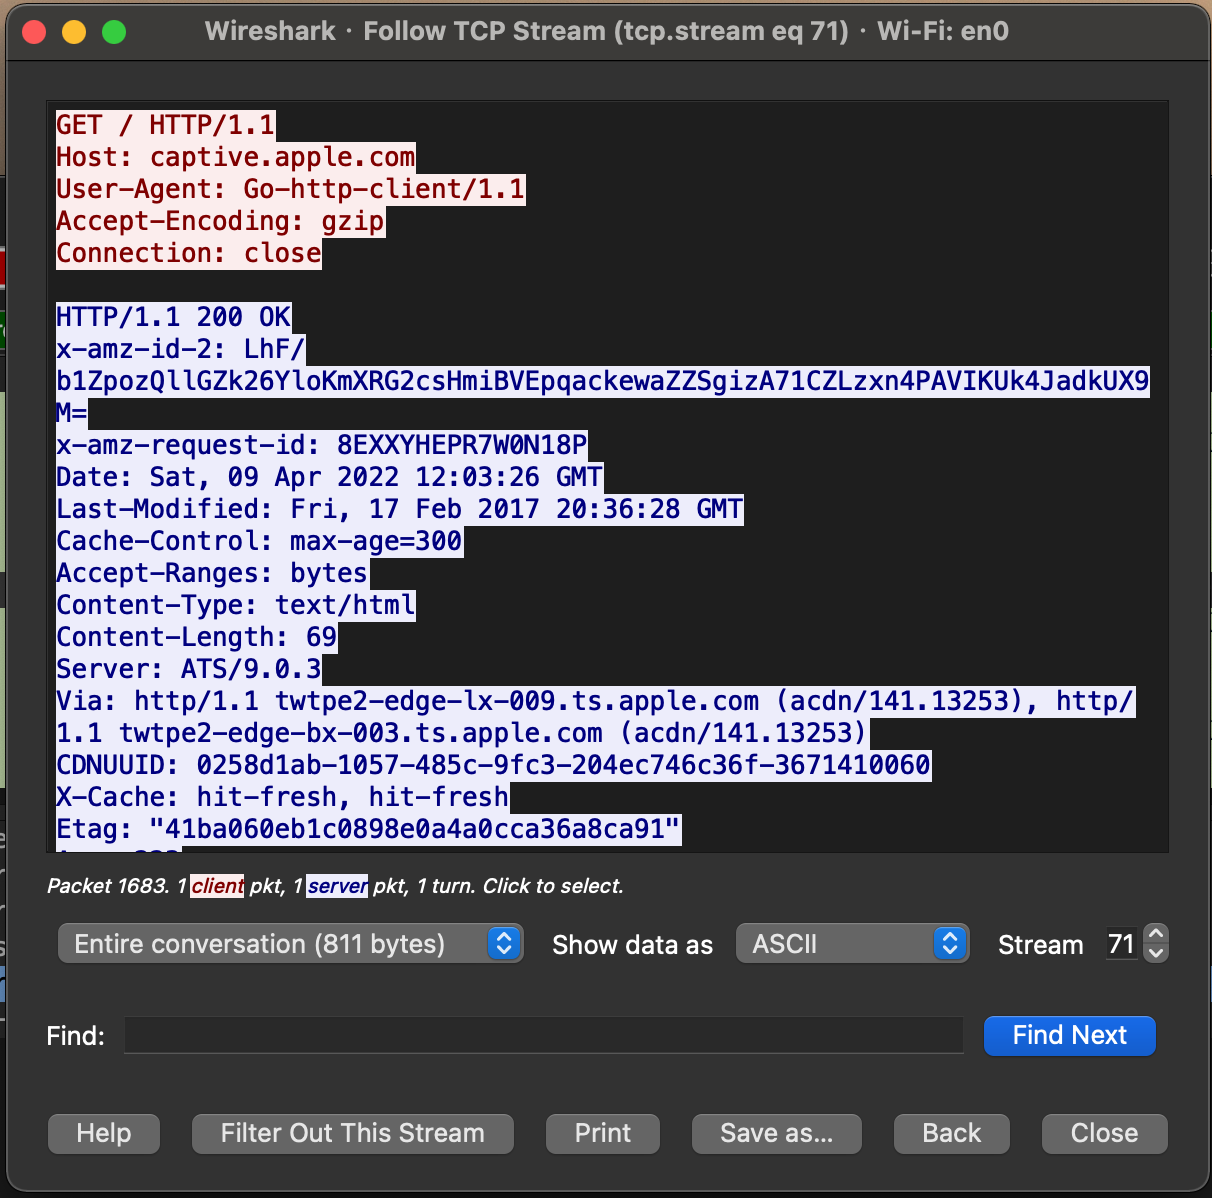 Wireshark · Follow TCP Stream (tcp.stream eq 71) · Wi-Fi: en0
GET / HTTP/1.1
Host: captive.apple.com
User-Agent: Go-http-client/1.1
Accept-Encoding: gzip
Connection: close
HTTP/1.1 200 OK
x-amz-id-2: LhF/
b1ZpozQllGZk26YloKmXRG2csHmiBVEpqackewaZZSgizA71CZLzxn4PAVIKUk4JadkUX9
M=
x-amz-request-id: 8EXXYHEPR7W0N18P
Date: Sat, 09 Apr 2022 12:03:26 GMT
Last-Modified: Fri, 17 Feb 2017 20:36:28 GMT
Cache-Control: max-age=300
Accept-Ranges: bytes
Content-Type: text/html
Content-Length: 69
Server: ATS/9.0.3
Via: http/1.1 twtpe2-edge-lx-009.ts.apple.com (acdn/141.13253), http/
1.1 twtpe2-edge-bx-003.ts.apple.com (acdn/141.13253)
CDNUUID: 0258d1ab-1057-485c-9fc3-204ec746c36f-3671410060
X-Cache: hit-fresh, hit-fresh
Etag: "41ba060eb1c0898e0a4a0cca36a8ca91"
Packet 1683. 1 client pkt, 1 server pkt, 1 turn. Click to select.
Entire conversation (811 bytes) Show data as ASCII Stream 71
Find: Find Next
Help Filter Out This Stream Print Save as... Back Close